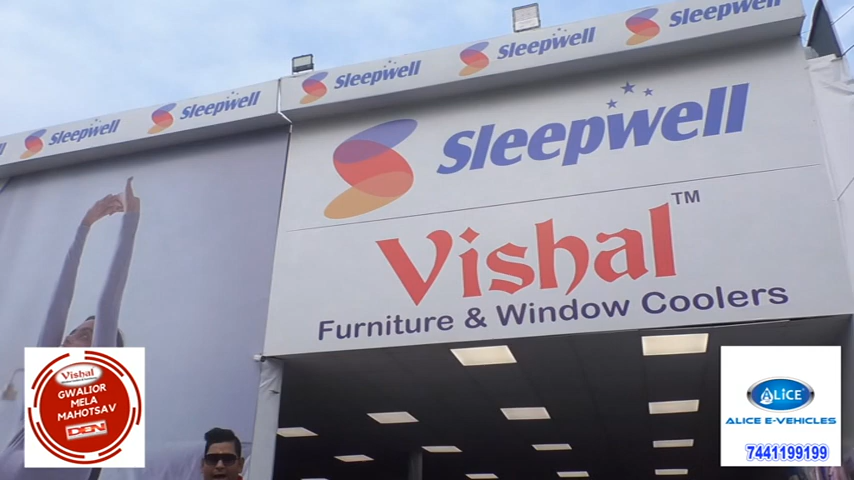 Sleepwell
Sleepwell
Sleepwell
Sleepwell
Sleepwell
Sleepwell
Vishal™
Furniture & Window Coolers
Vishal
GWALIOR
MELA
MAHOTSAV
DEN
ALICE
ALICE E-VEHICLES
7441199199